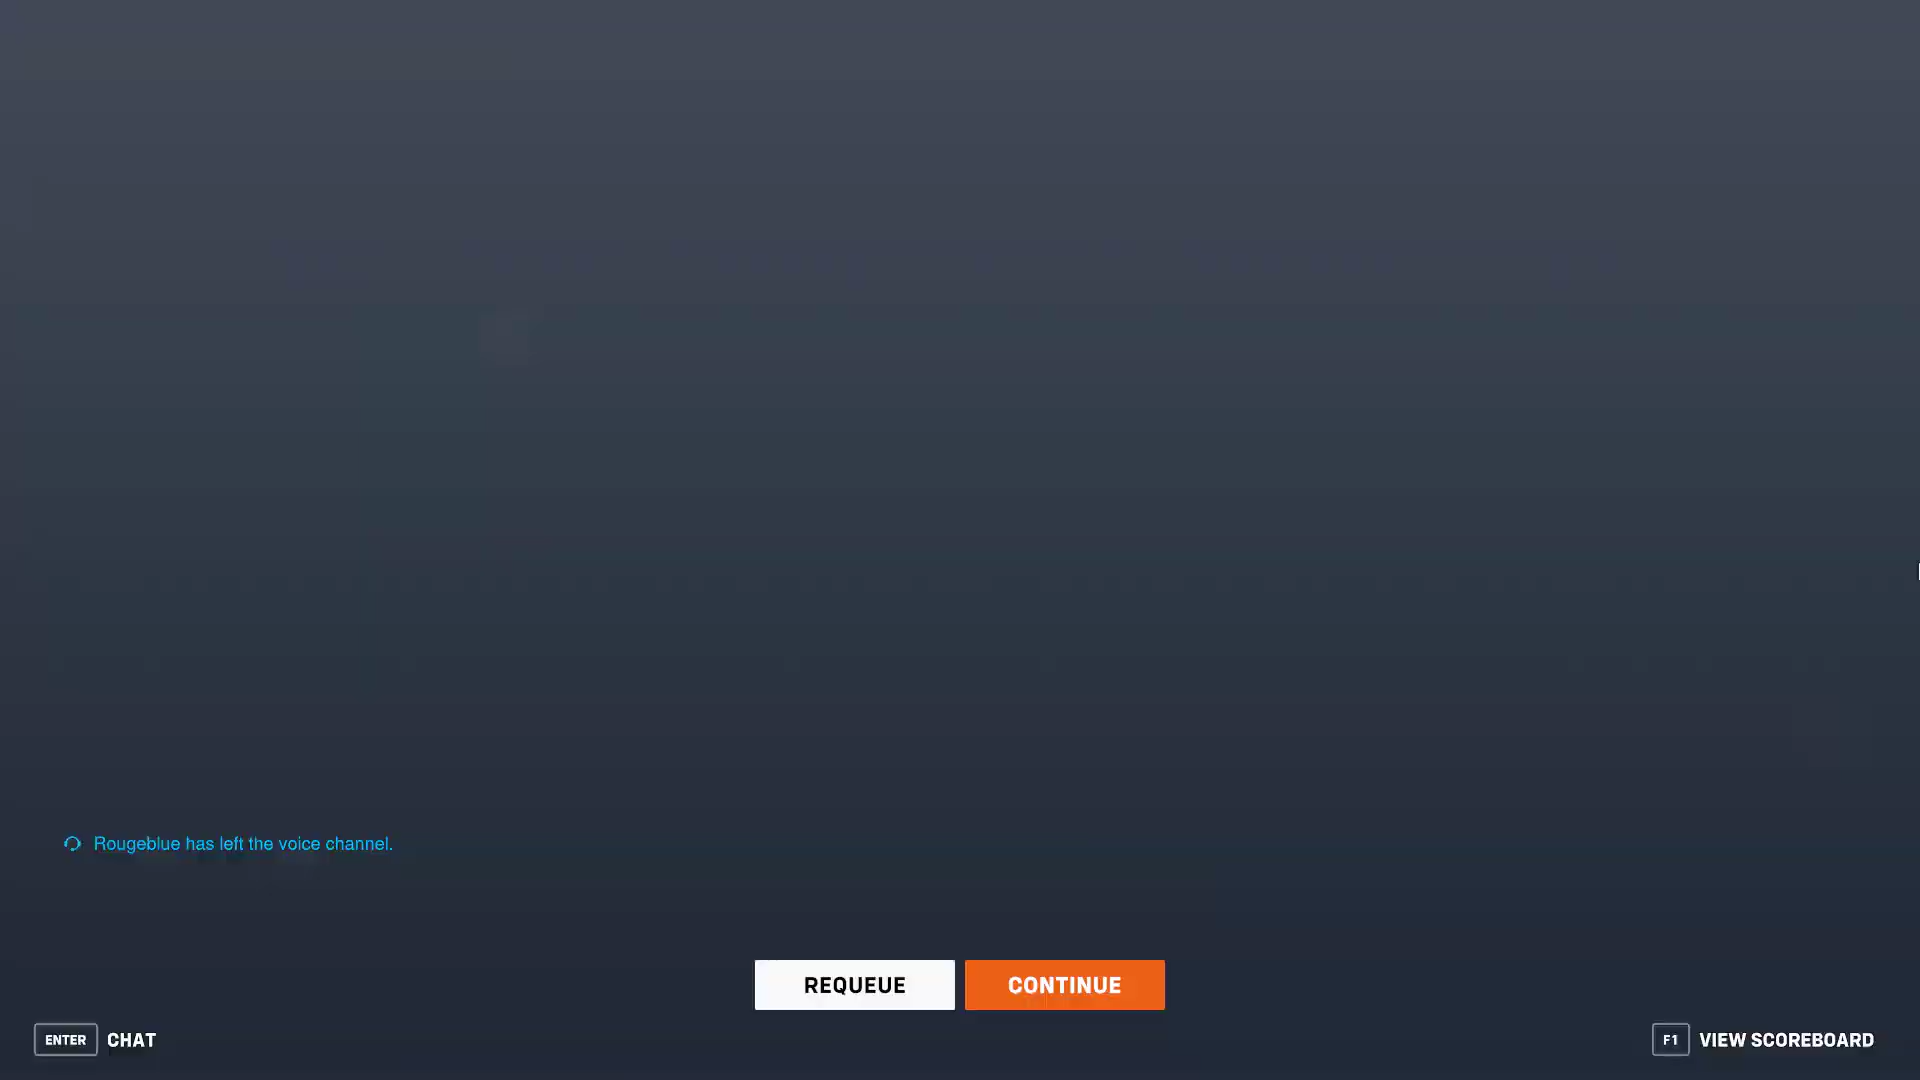 Rougeblue has left the voice channel.
REQUEUE
CONTINUE
ENTER CHAT
F1 VIEW SCOREBOARD